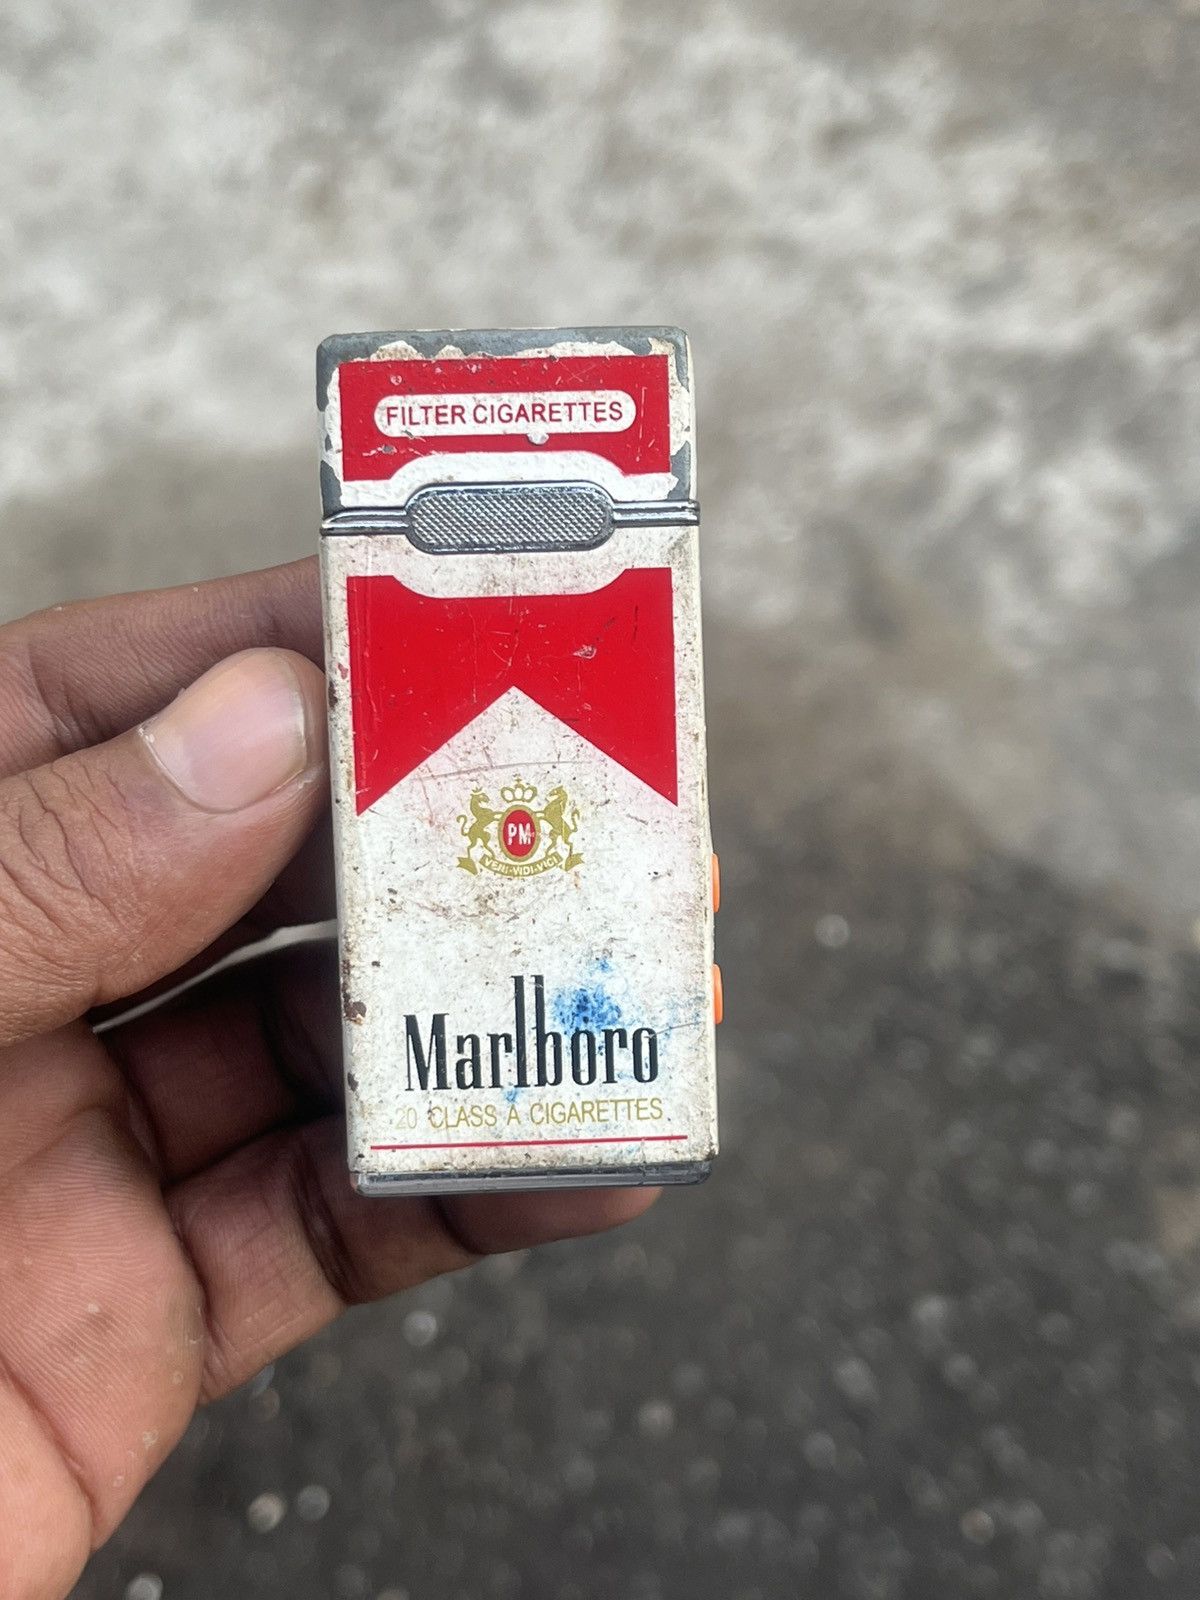 FILTER CIGARETTES
PM
VENI·VIDI·VICI
Marlboro
20 CLASS A CIGARETTES